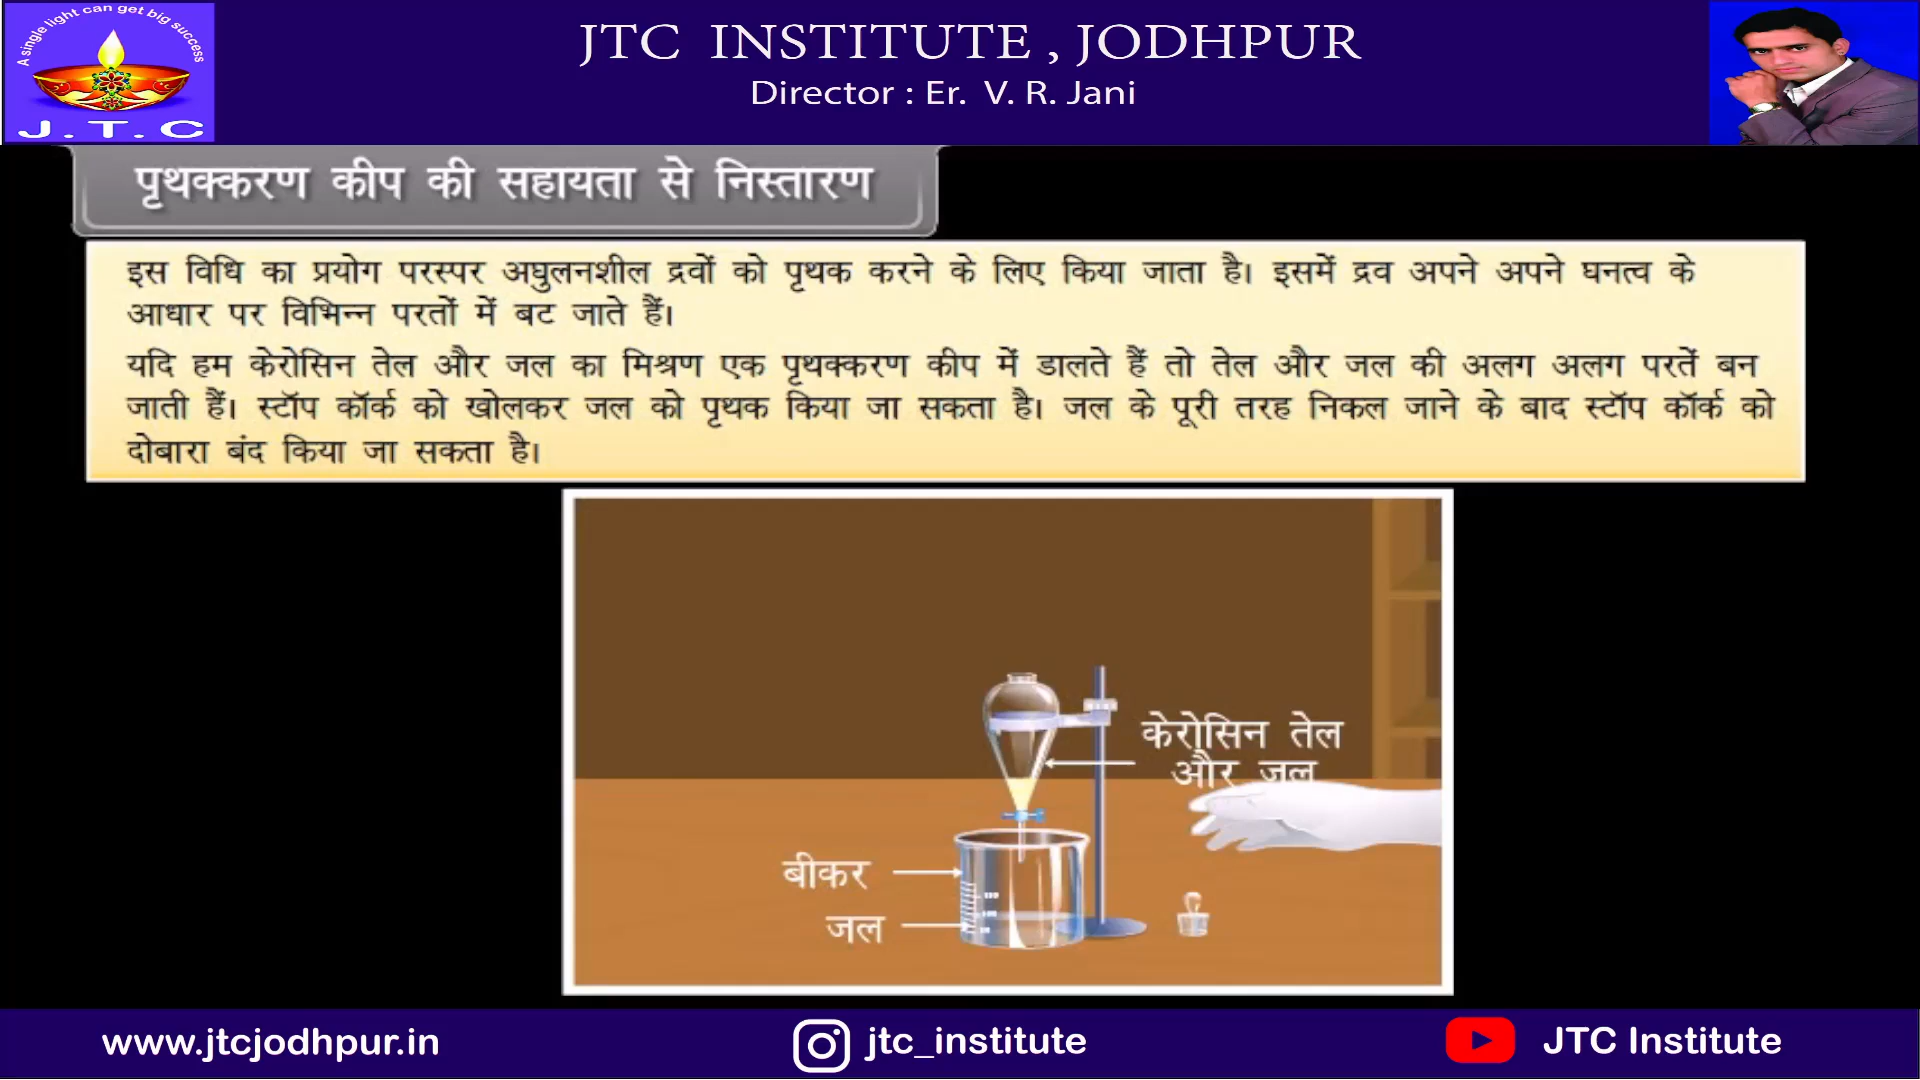 A single light can get big success
J.T.C
JTC INSTITUTE , JODHPUR
Director : Er. V. R. Jani
पृथक्करण कीप की सहायता से निस्तारण
इस विधि का प्रयोग परस्पर अघुलनशील द्रवों को पृथक करने के लिए किया जाता है। इसमें द्रव अपने अपने घनत्व के
आधार पर विभिन्न परतों में बट जाते हैं।
यदि हम केरोसिन तेल और जल का मिश्रण एक पृथक्करण कीप में डालते हैं तो तेल और जल की अलग अलग परतें बन
जाती हैं। स्टॉप कॉर्क को खोलकर जल को पृथक किया जा सकता है। जल के पूरी तरह निकल जाने के बाद स्टॉप कॉर्क को
दोबारा बंद किया जा सकता है।
केरोसिन तेल
और जल
बीकर
जल
www.jtcjodhpur.in
jtc_institute
JTC Institute